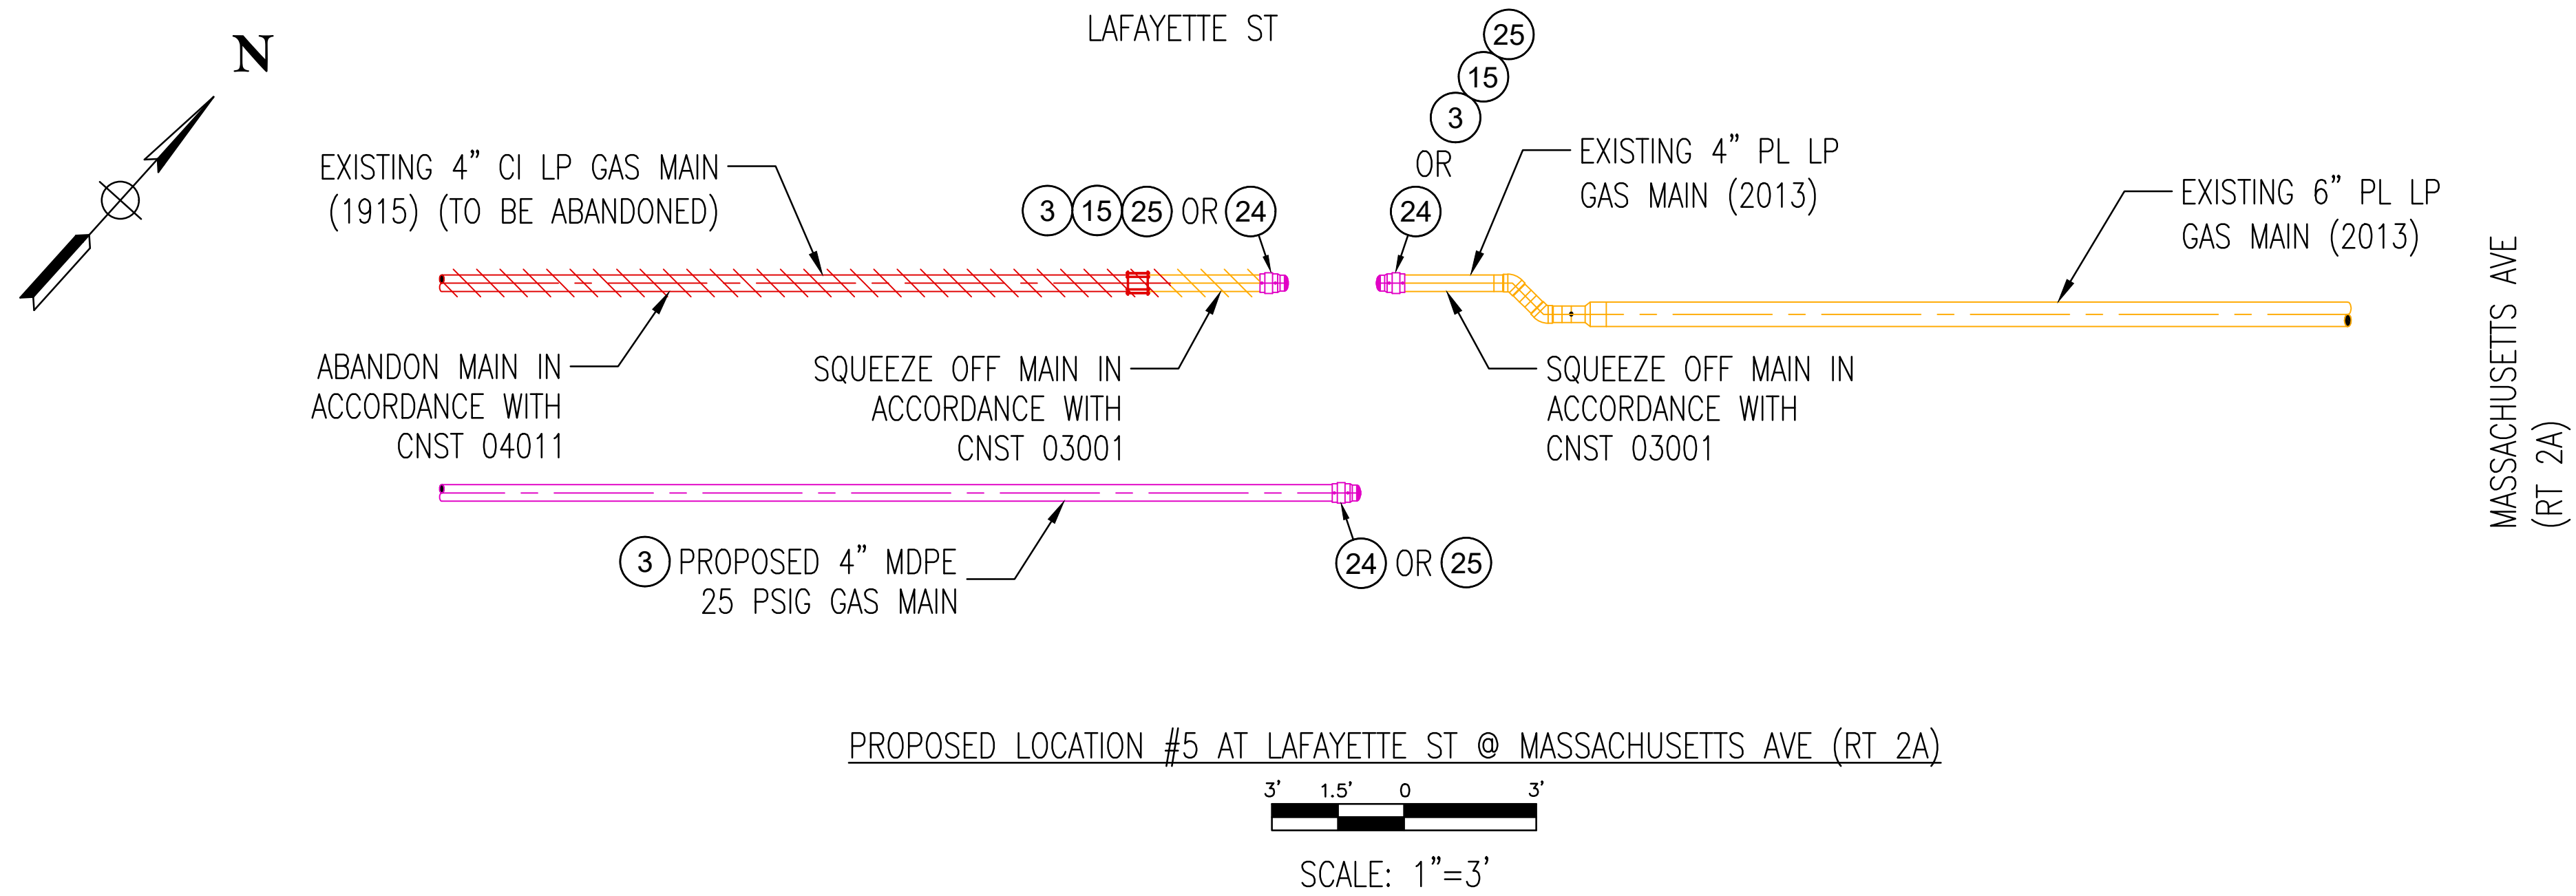 LAFAYETTE ST
N
25
15
3
OR
24
EXISTING 4" CI LP GAS MAIN
(1915) (TO BE ABANDONED)
3 15 25 OR 24
EXISTING 4" PL LP
GAS MAIN (2013)
EXISTING 6" PL LP
GAS MAIN (2013)
MASSACHUSETTS AVE
(RT 2A)
ABANDON MAIN IN
ACCORDANCE WITH
CNST 04011
SQUEEZE OFF MAIN IN
ACCORDANCE WITH
CNST 03001
SQUEEZE OFF MAIN IN
ACCORDANCE WITH
CNST 03001
3 PROPOSED 4" MDPE
25 PSIG GAS MAIN
24 OR 25
PROPOSED LOCATION #5 AT LAFAYETTE ST @ MASSACHUSETTS AVE (RT 2A)
3' 1.5' 0 3'
SCALE: 1"=3'